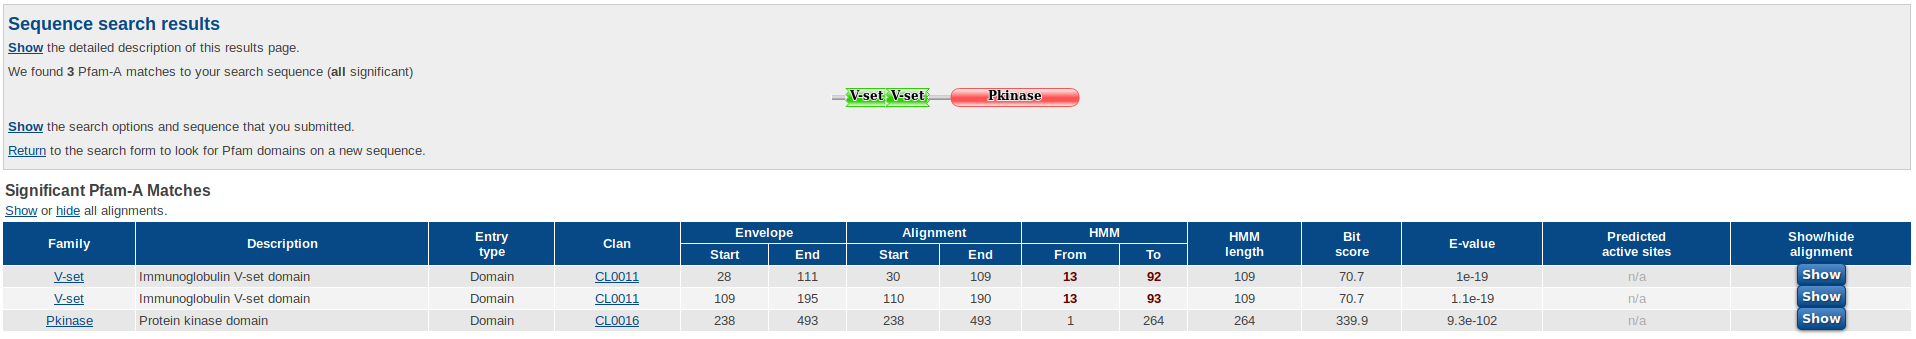 Sequence search results
Show the detailed description of this results page.
We found 3 Pfam-A matches to your search sequence (all significant)
V-set V-set Pkinase
Show the search options and sequence that you submitted.
Return to the search form to look for Pfam domains on a new sequence.
Significant Pfam-A Matches
Show or hide all alignments.
Family Description Entry type Clan Envelope Alignment HMM HMM length Bit score E-value Predicted active sites Show/hide alignment
Start End Start End From To
V-set Immunoglobulin V-set domain Domain CL0011 28 111 30 109 13 92 109 70.7 1e-19 n/a Show
V-set Immunoglobulin V-set domain Domain CL0011 109 195 110 190 13 93 109 70.7 1.1e-19 n/a Show
Pkinase Protein kinase domain Domain CL0016 238 493 238 493 1 264 264 339.9 9.3e-102 n/a Show